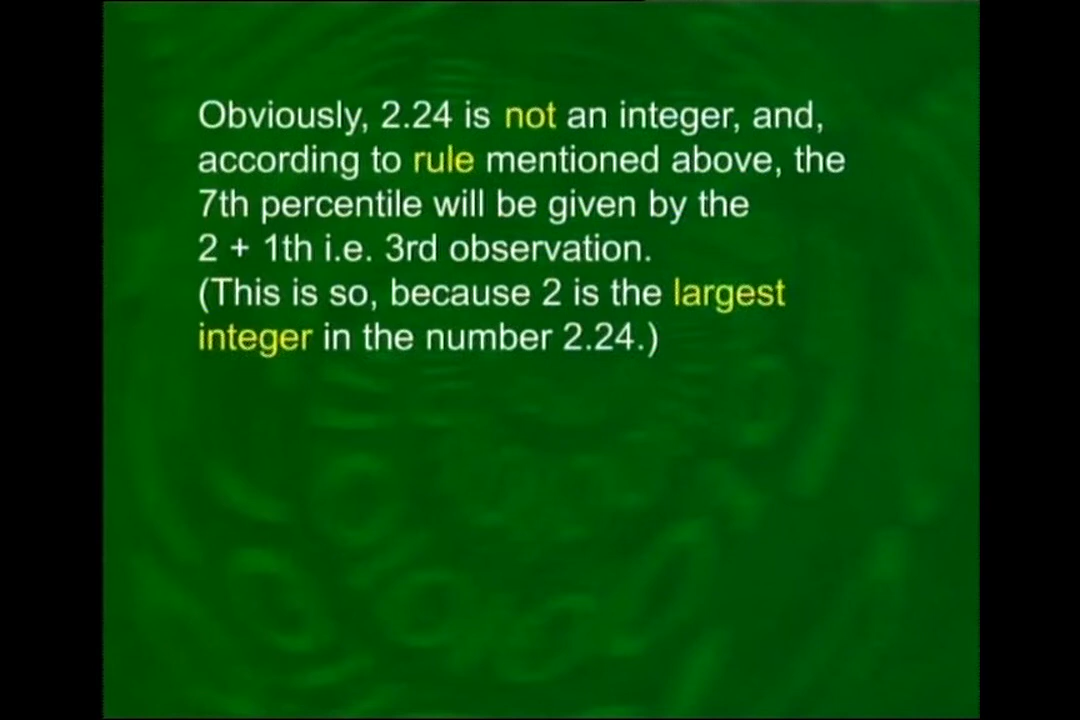 Obviously, 2.24 is not an integer, and,
according to rule mentioned above, the
7th percentile will be given by the
2 + 1th i.e. 3rd observation.
(This is so, because 2 is the largest
integer in the number 2.24.)